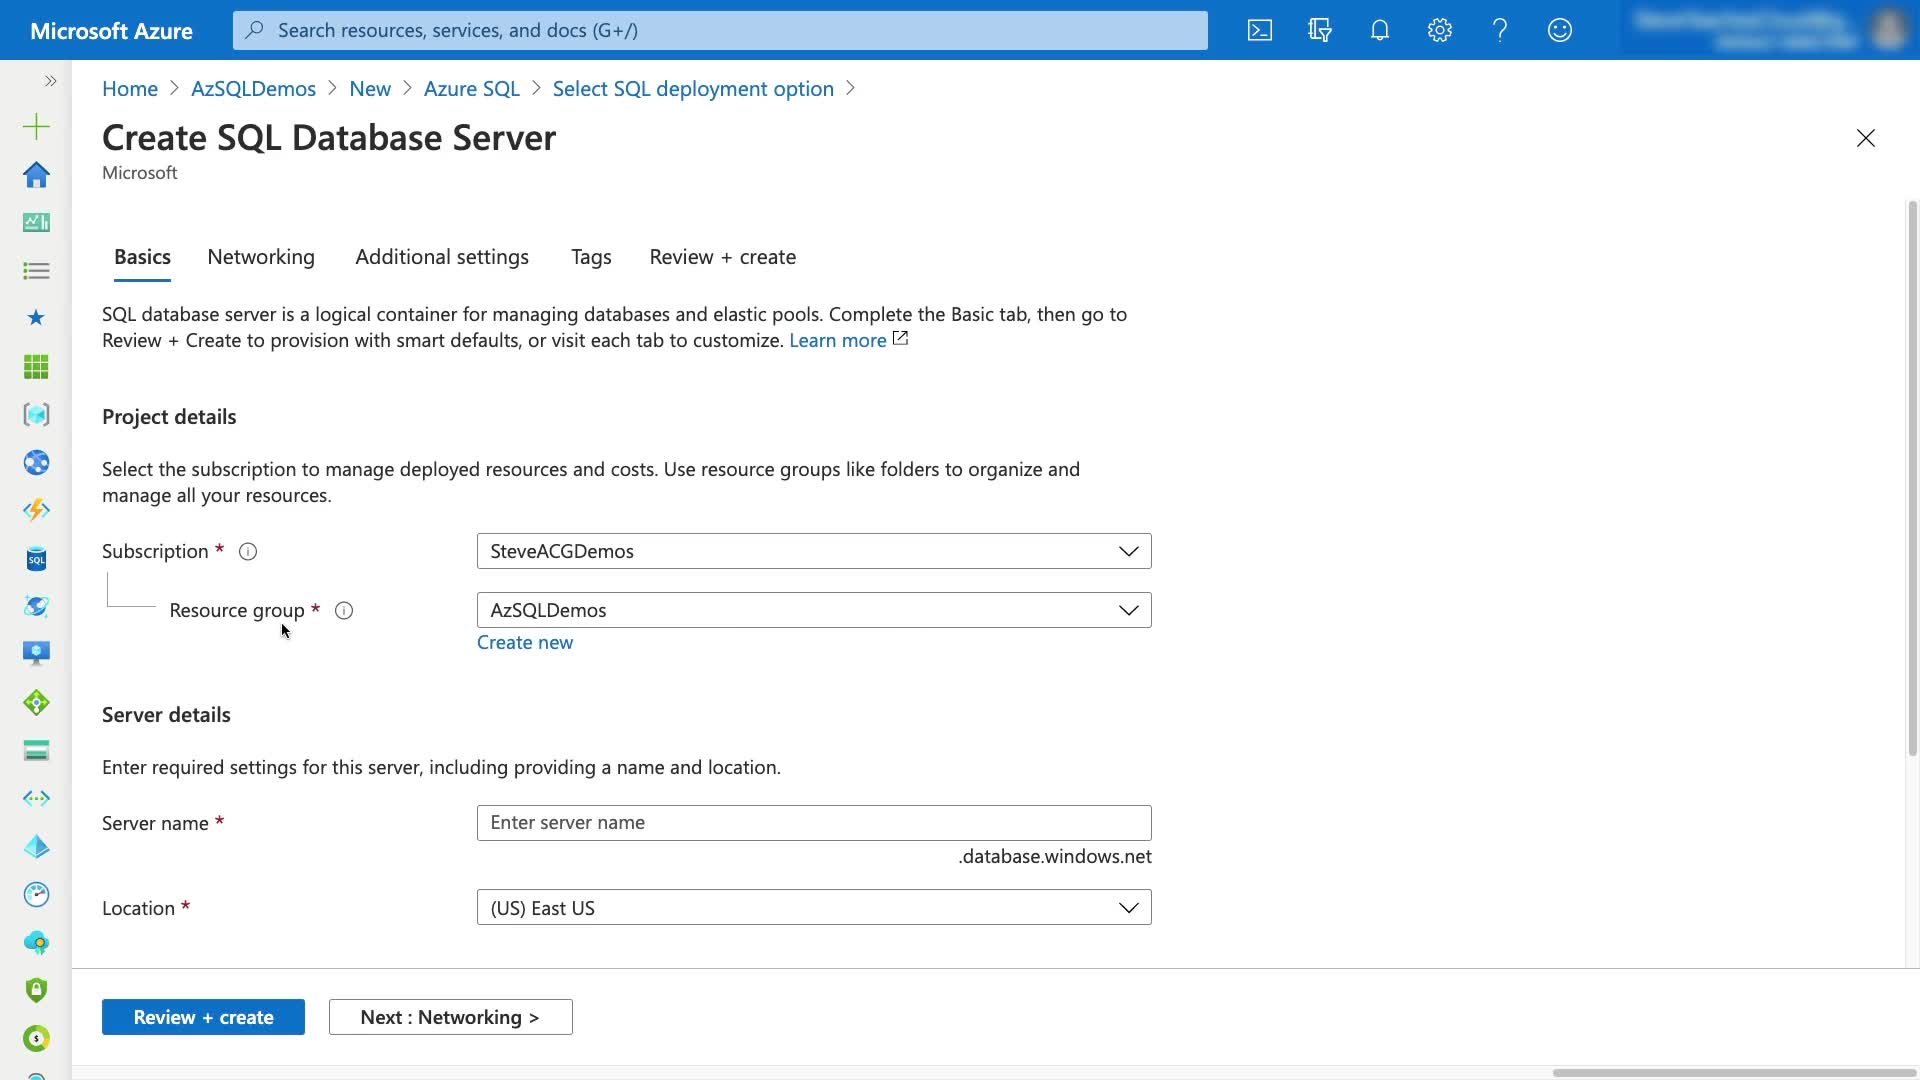 Microsoft Azure
Search resources, services, and docs (G+/)
Home > AzSQLDemos > New > Azure SQL > Select SQL deployment option >
Create SQL Database Server
Microsoft
Basics Networking Additional settings Tags Review + create
SQL database server is a logical container for managing databases and elastic pools. Complete the Basic tab, then go to
Review + Create to provision with smart defaults, or visit each tab to customize. Learn more
Project details
Select the subscription to manage deployed resources and costs. Use resource groups like folders to organize and
manage all your resources.
Subscription * SteveACGDemos
Resource group * AzSQLDemos
Create new
Server details
Enter required settings for this server, including providing a name and location.
Server name * Enter server name
.database.windows.net
Location * (US) East US
Review + create Next : Networking >
SQL